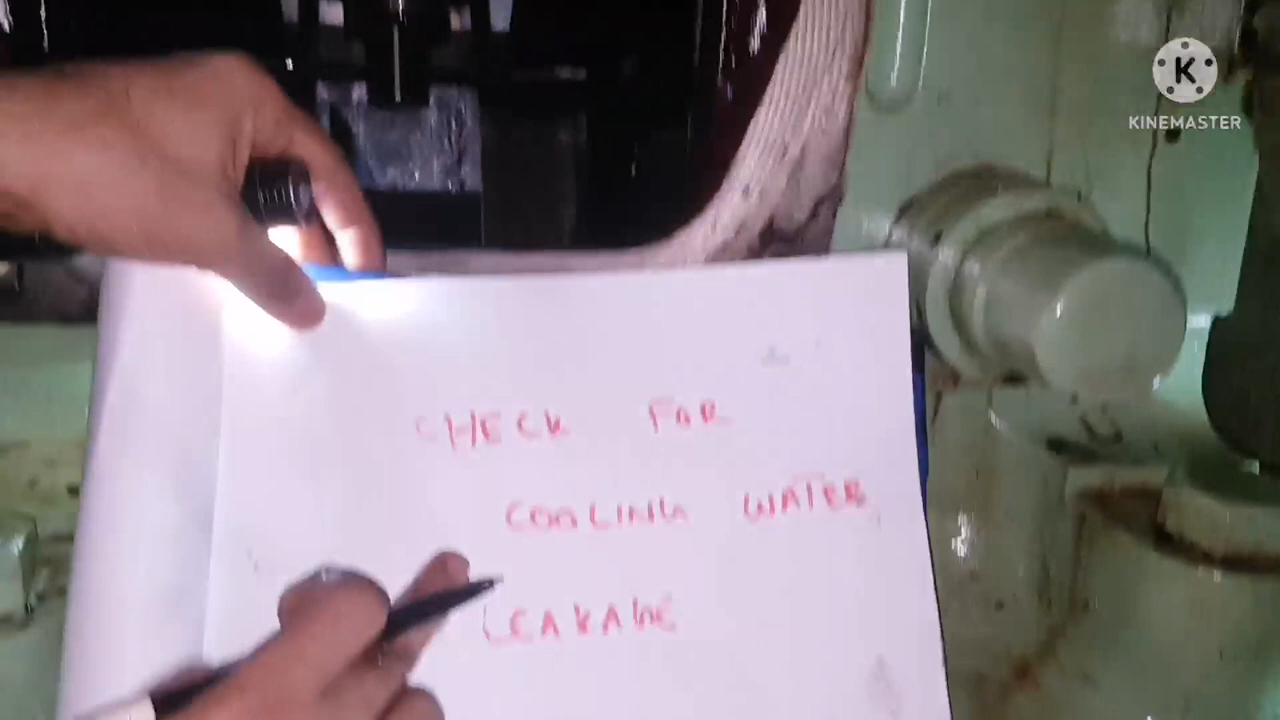 K
KINEMASTER
CHECK FOR
COOLING WATER
LEAKAGE